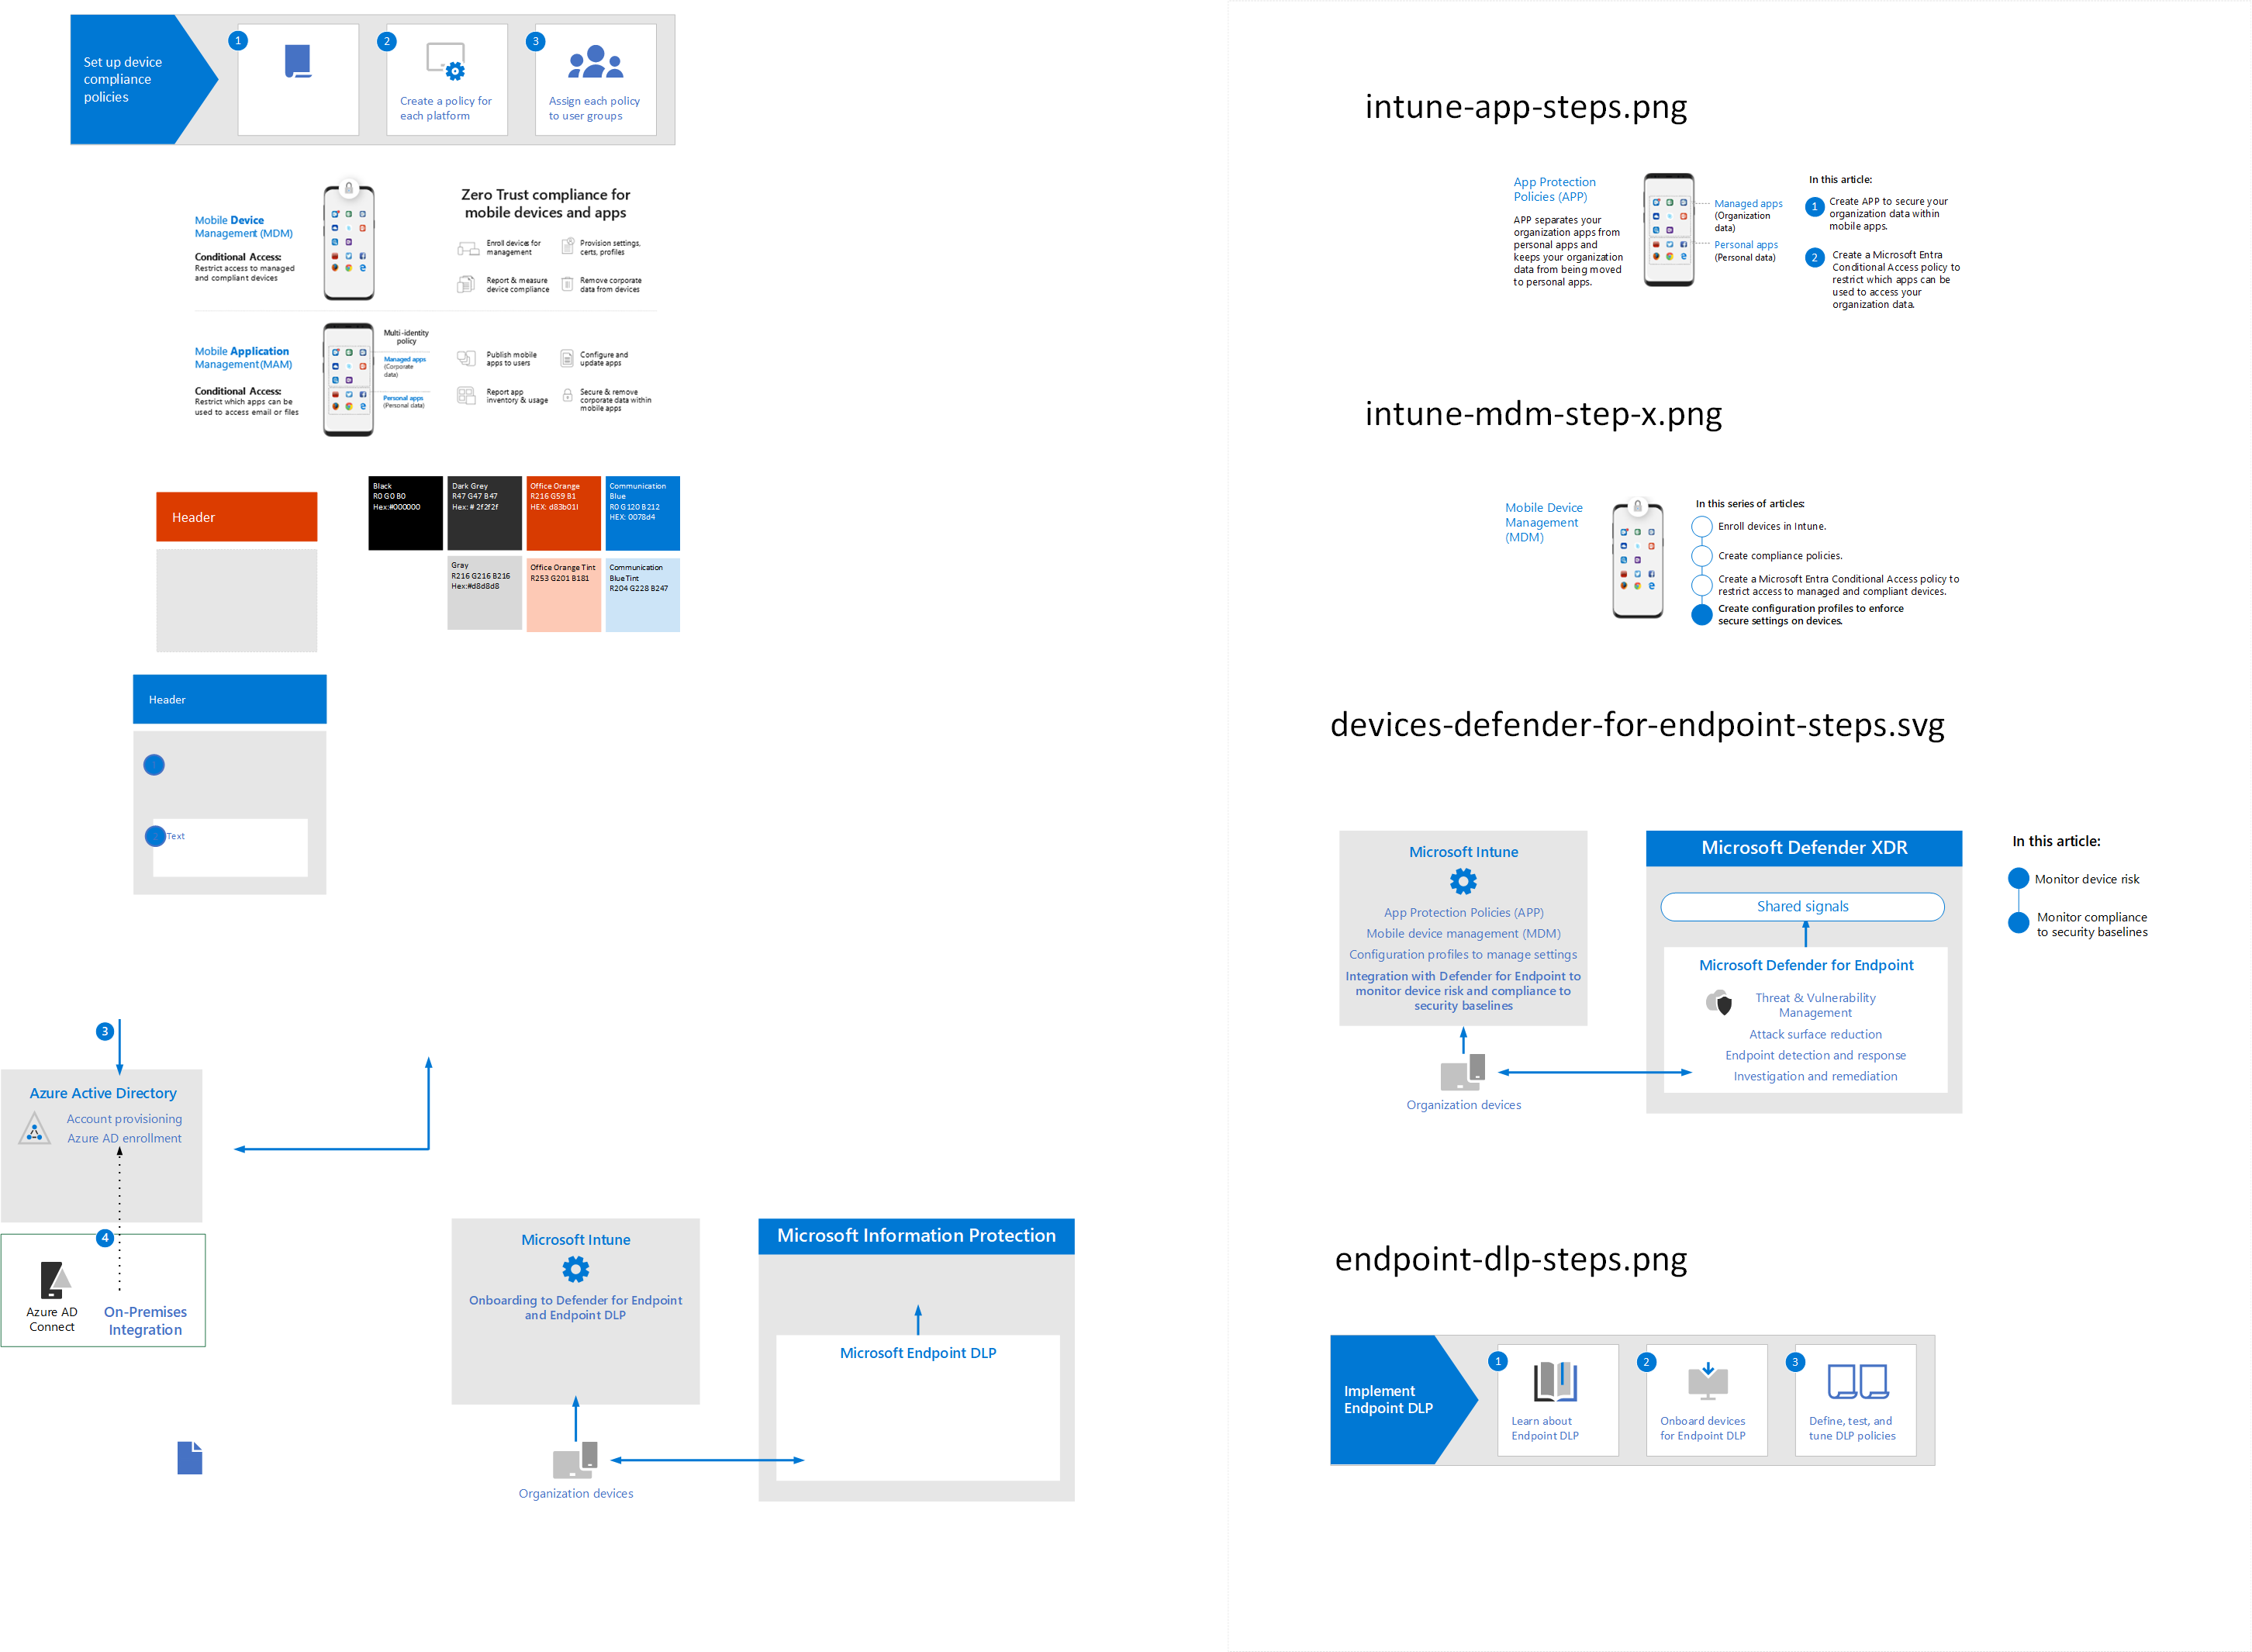 Set up device
compliance
policies
1
2
Create a policy for
each platform
3
Assign each policy
to user groups
Mobile Device
Management (MDM)
Conditional Access:
Restrict access to managed
and compliant devices
Zero Trust compliance for
mobile devices and apps
Enroll devices for
management
Provision settings,
certs, profiles
Report & measure
device compliance
Remove corporate
data from devices
Mobile Application
Management (MAM)
Conditional Access:
Restrict which apps can be
used to access email or files
Multi-identity
policy
Managed apps
(Corporate
data)
Personal apps
(Personal data)
Publish mobile
apps to users
Configure and
update apps
Report app
inventory & usage
Secure & remove
corporate data within
mobile apps
Header
Black
R0 G0 B0
Hex:#000000
Dark Grey
R47 G47 B47
Hex: # 2f2f2f
Office Orange
R216 G59 B1
HEX: d83b01I
Communication
Blue
R0 G120 B212
HEX: 0078d4
Gray
R216 G216 B216
Hex:#d8d8d8
Office Orange Tint
R253 G201 B181
Communication
Blue Tint
R204 G228 B247
Header
Text
3
Azure Active Directory
Account provisioning
Azure AD enrollment
4
Azure AD
Connect
On-Premises
Integration
Microsoft Intune
Onboarding to Defender for Endpoint
and Endpoint DLP
Organization devices
Microsoft Information Protection
Microsoft Endpoint DLP
intune-app-steps.png
App Protection
Policies (APP)
APP separates your
organization apps from
personal apps and
keeps your organization
data from being moved
to personal apps.
Managed apps
(Organization
data)
Personal apps
(Personal data)
In this article:
1
Create APP to secure your
organization data within
mobile apps.
2
Create a Microsoft Entra
Conditional Access policy to
restrict which apps can be
used to access your
organization data.
intune-mdm-step-x.png
Mobile Device
Management
(MDM)
In this series of articles:
Enroll devices in Intune.
Create compliance policies.
Create a Microsoft Entra Conditional Access policy to
restrict access to managed and compliant devices.
Create configuration profiles to enforce
secure settings on devices.
devices-defender-for-endpoint-steps.svg
Microsoft Intune
App Protection Policies (APP)
Mobile device management (MDM)
Configuration profiles to manage settings
Integration with Defender for Endpoint to
monitor device risk and compliance to
security baselines
Organization devices
Microsoft Defender XDR
Shared signals
Microsoft Defender for Endpoint
Threat & Vulnerability
Management
Attack surface reduction
Endpoint detection and response
Investigation and remediation
In this article:
Monitor device risk
Monitor compliance
to security baselines
endpoint-dlp-steps.png
Implement
Endpoint DLP
1
Learn about
Endpoint DLP
2
Onboard devices
for Endpoint DLP
3
Define, test, and
tune DLP policies